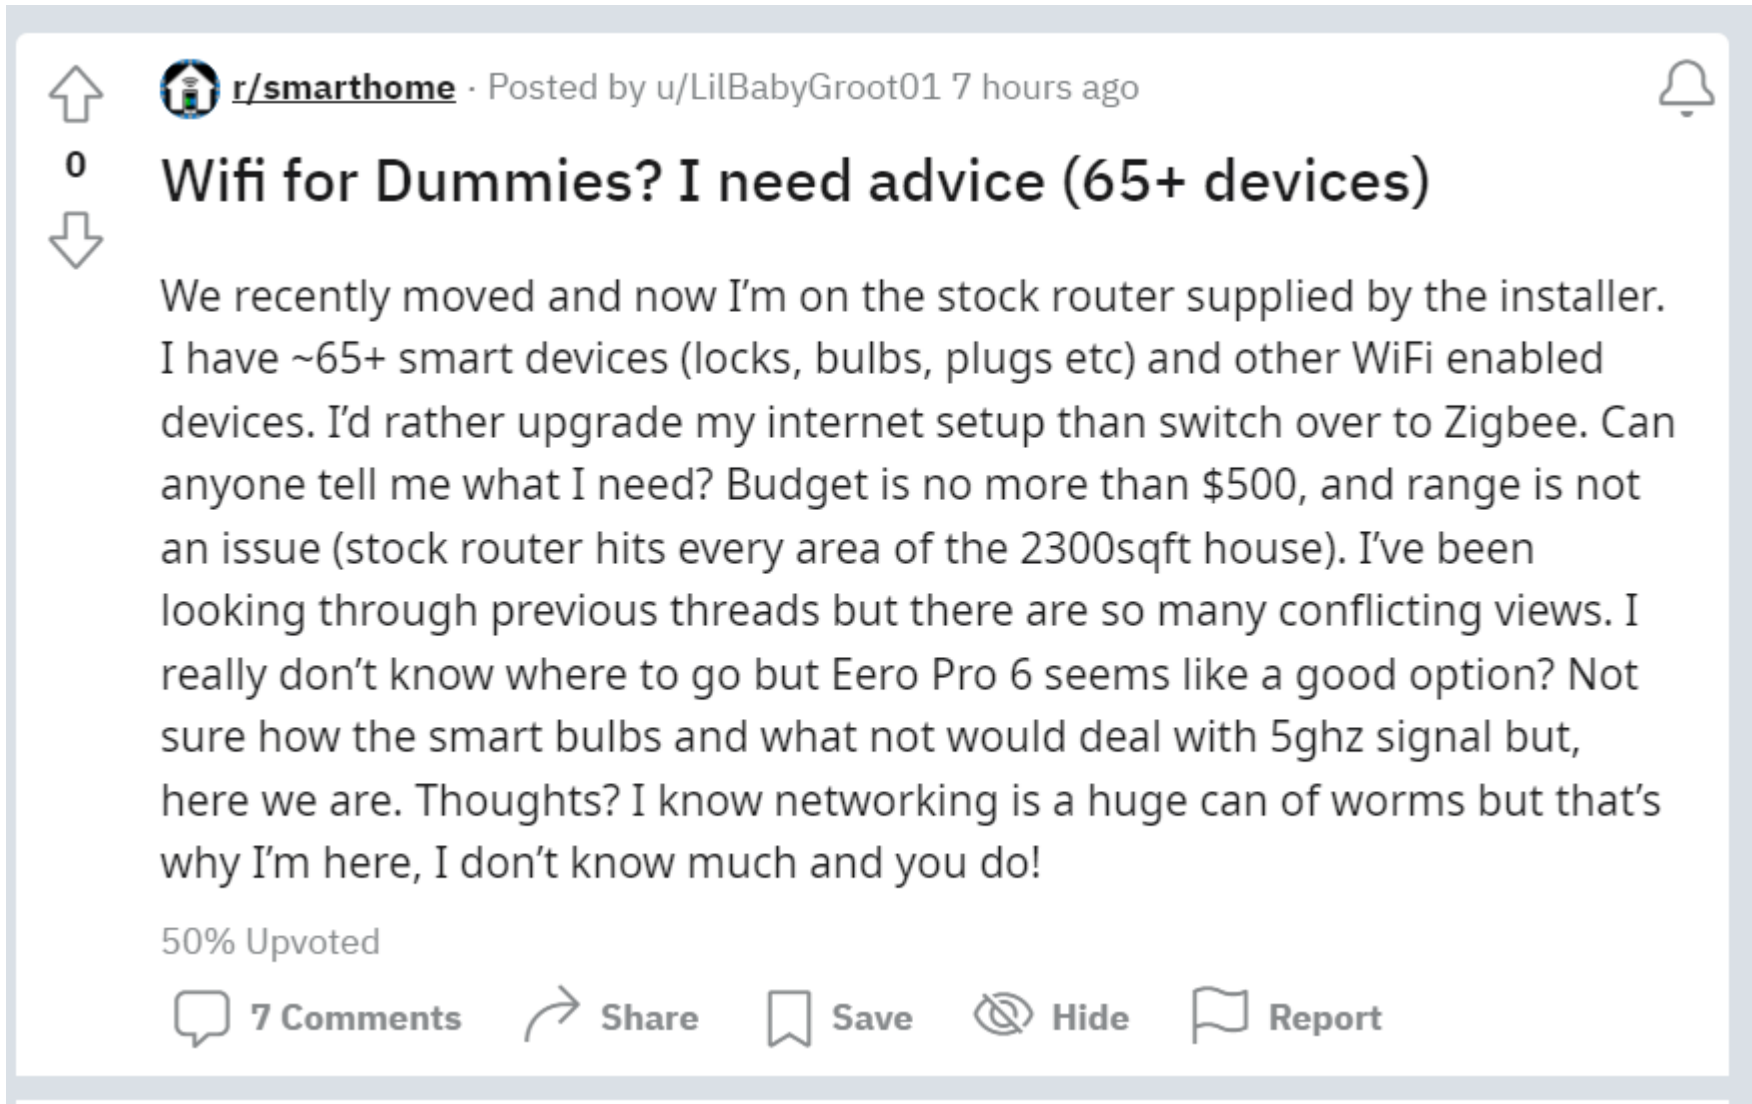 r/smarthome · Posted by u/LilBabyGroot01 7 hours ago
0
Wifi for Dummies? I need advice (65+ devices)
We recently moved and now I’m on the stock router supplied by the installer.
I have ~65+ smart devices (locks, bulbs, plugs etc) and other WiFi enabled
devices. I’d rather upgrade my internet setup than switch over to Zigbee. Can
anyone tell me what I need? Budget is no more than $500, and range is not
an issue (stock router hits every area of the 2300sqft house). I’ve been
looking through previous threads but there are so many conflicting views. I
really don’t know where to go but Eero Pro 6 seems like a good option? Not
sure how the smart bulbs and what not would deal with 5ghz signal but,
here we are. Thoughts? I know networking is a huge can of worms but that’s
why I’m here, I don’t know much and you do!
50% Upvoted
7 Comments Share Save Hide Report